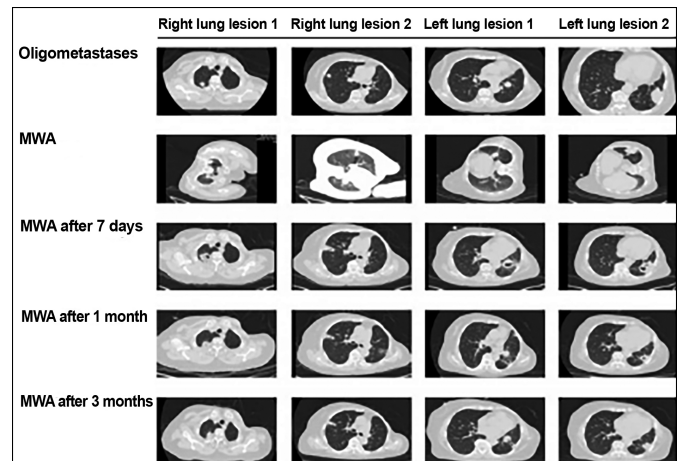 Right lung lesion 1 Right lung lesion 2 Left lung lesion 1 Left lung lesion 2
Oligometastases
MWA
MWA after 7 days
MWA after 1 month
MWA after 3 months